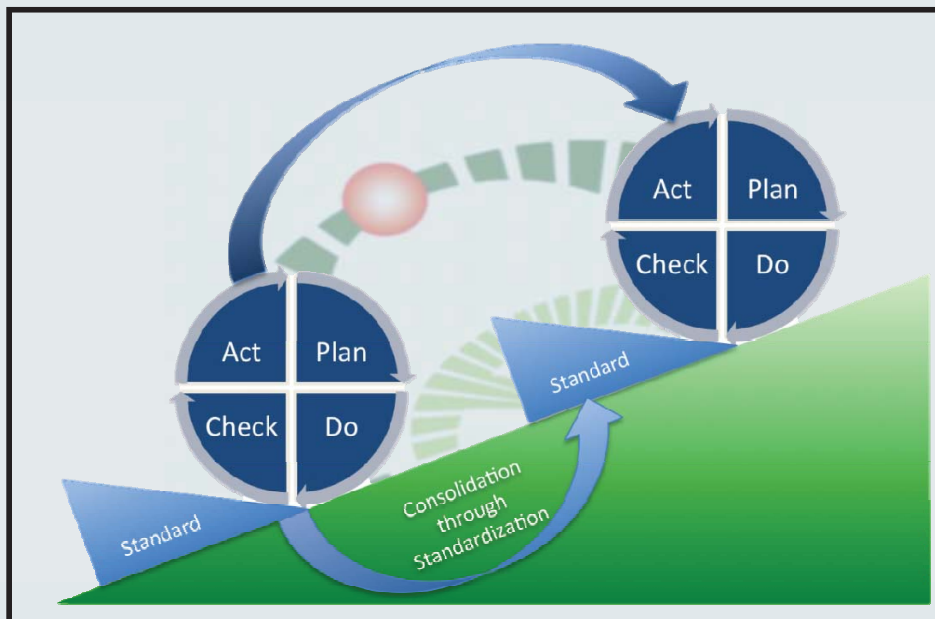 Act
Plan
Check
Do
Standard
Act
Plan
Check
Do
Standard
Consolidation
through
Standardization